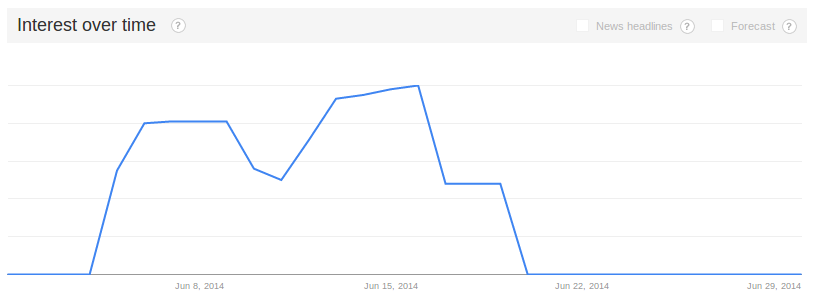 Interest over time ?
News headlines ? Forecast ?
Jun 8, 2014 Jun 15, 2014 Jun 22, 2014 Jun 29, 2014